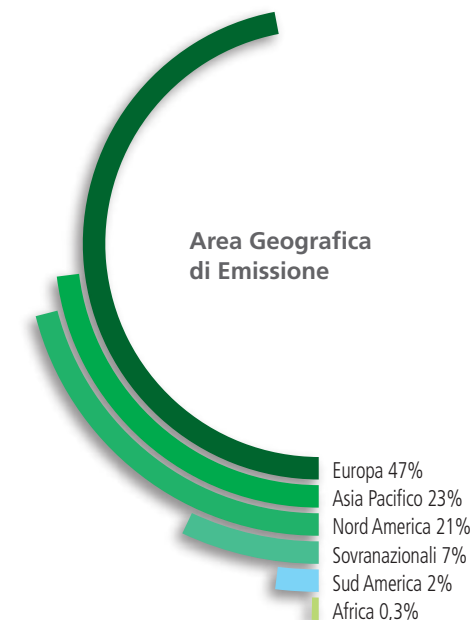 Area Geografica
di Emissione
Europa 47%
Asia Pacifico 23%
Nord America 21%
Sovranazionali 7%
Sud America 2%
Africa 0,3%